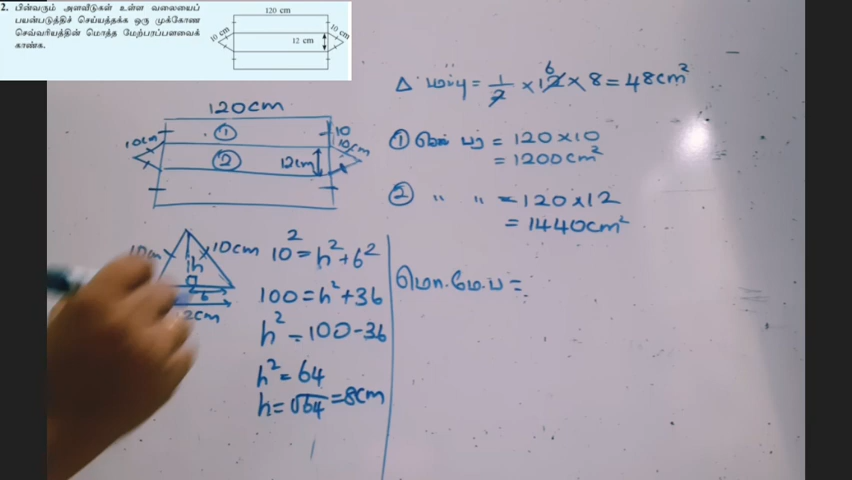 2. பின்வரும் அளவீடுகள் உள்ள வலையைப்
பயன்படுத்திச் செய்யத்தக்க ஒரு முக்கோண
செவ்வரியத்தின் மொத்த மேற்பரப்பளவைக்
காண்க.
120 cm
10 cm
10 cm
12 cm
120cm
①
10
10cm
10cm
②
12cm
10cm
10cm
h
6
12cm
10² = h² + 6²
100 = h² + 36
h² = 100 - 36
h² = 64
h = √64 = 8cm
Δ = 1/2 × 12 × 8 = 48cm²
6
① = 120 × 10
= 1200cm²
② " " = 120 × 12
= 1440cm²
மொ.மே.ப =